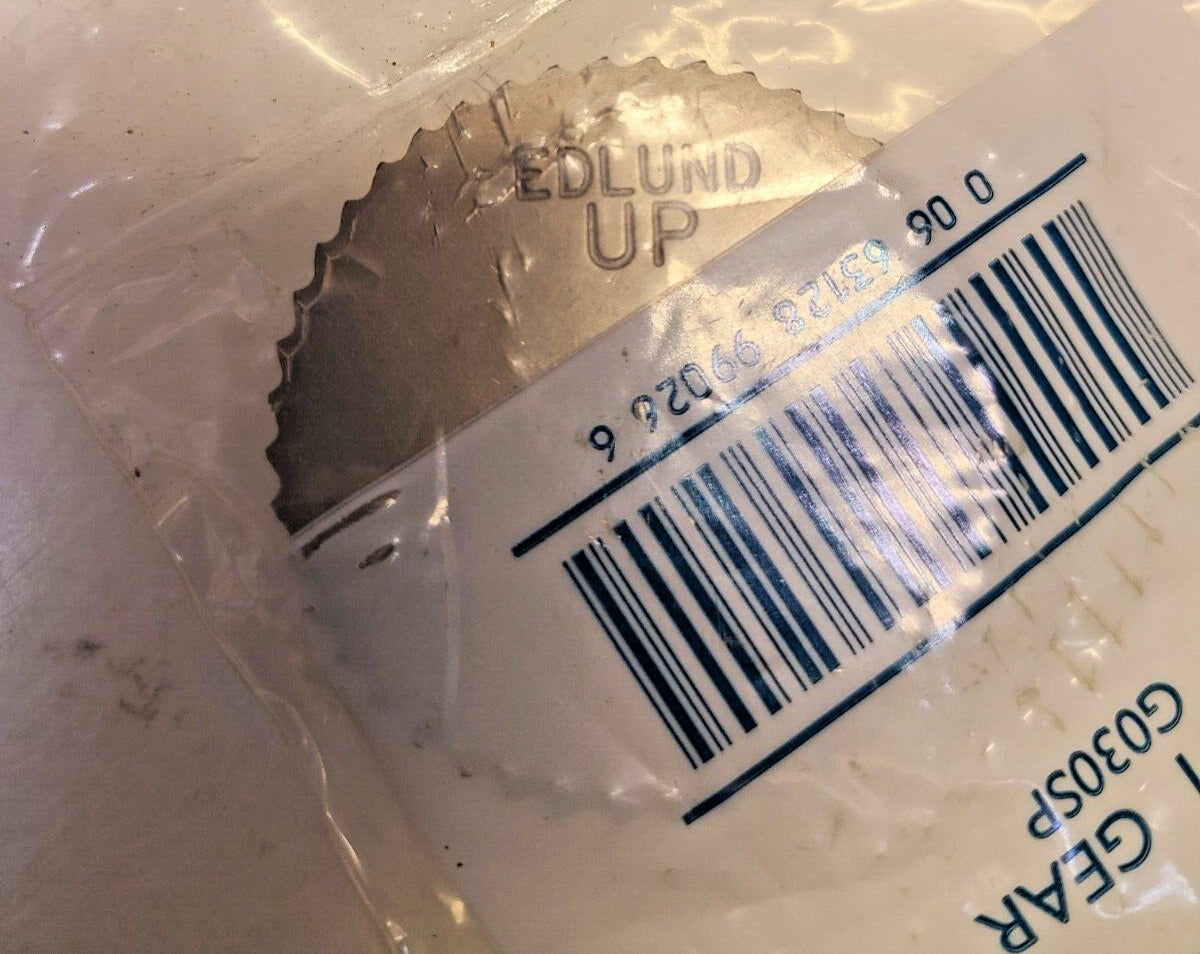 EDLUND
UP
0 06 63128 99026 6
G030SP
GEAR